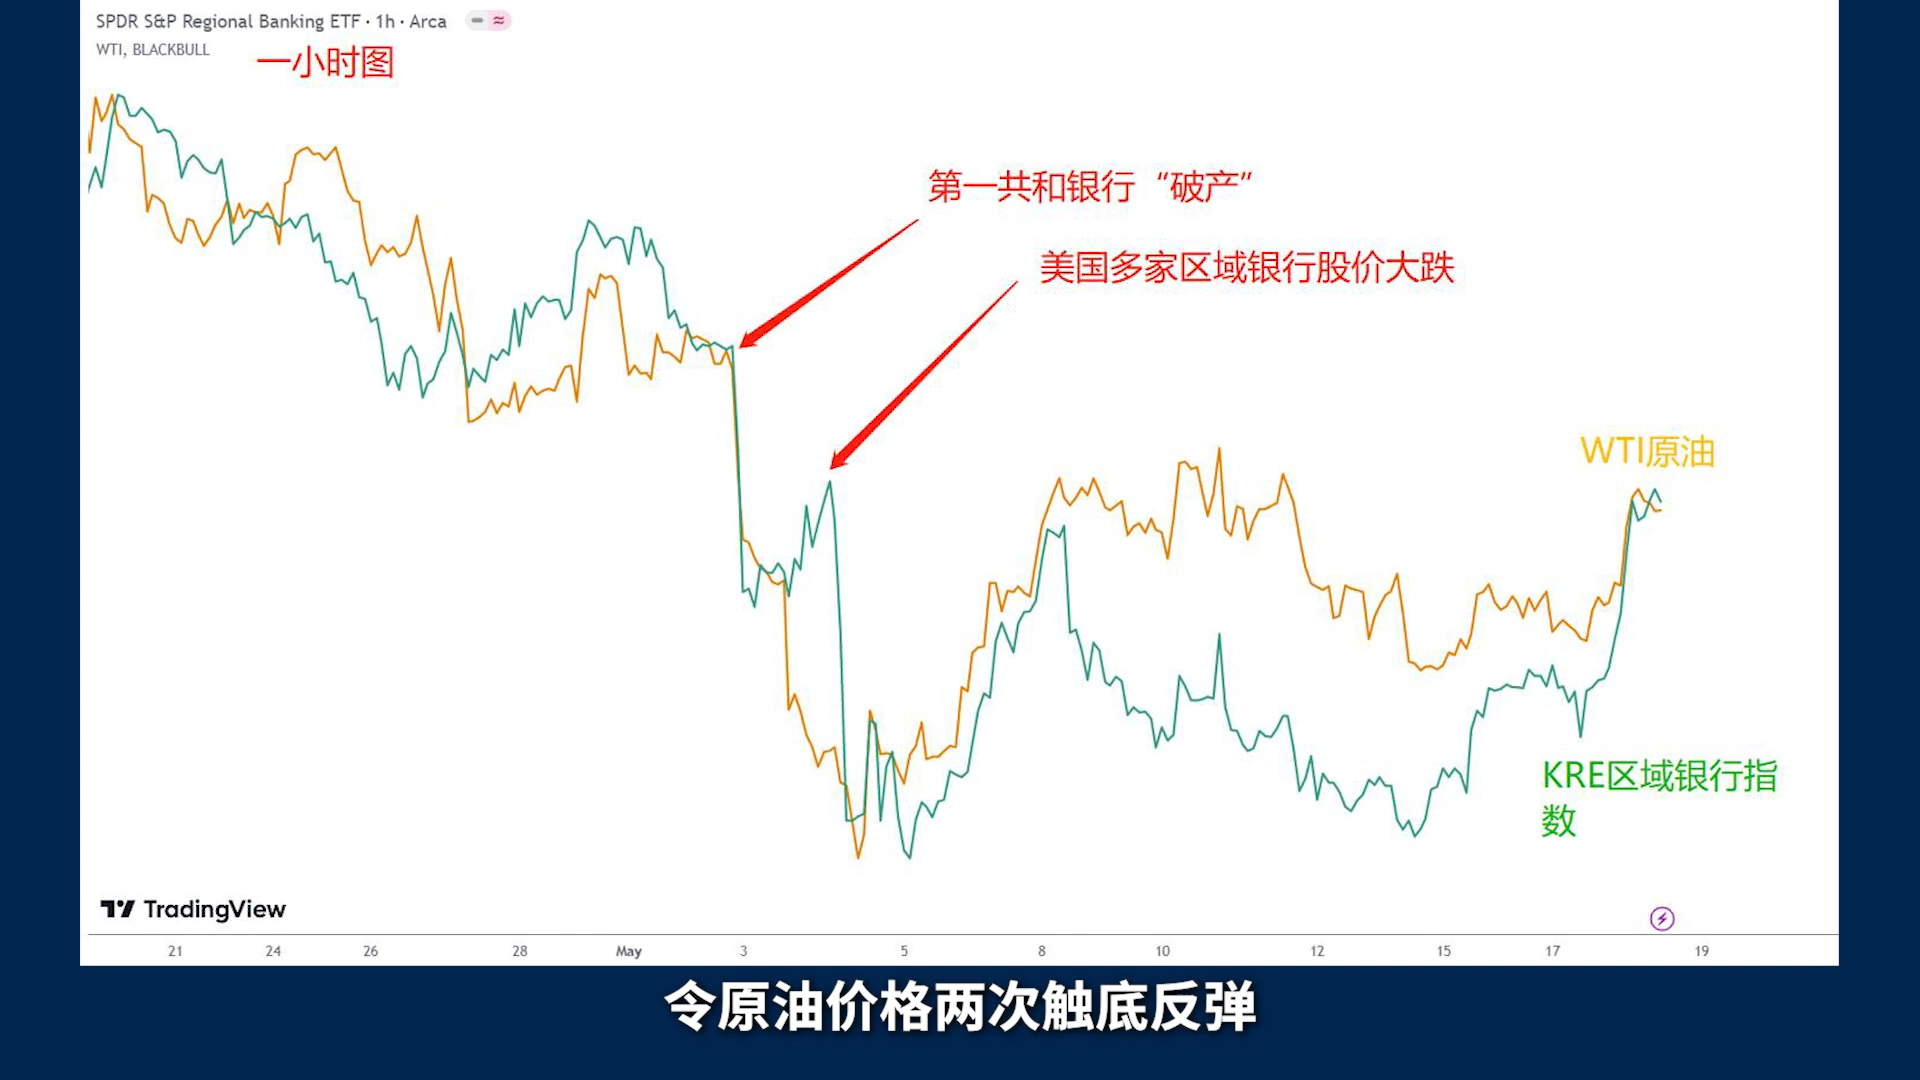 SPDR S&P Regional Banking ETF · 1h · Arca
WTI, BLACKBULL
一小时图
第一共和银行“破产”
美国多家区域银行股价大跌
WTI原油
KRE区域银行指
数
TradingView
21 24 26 28 May 3 5 8 10 12 15 17 19
令原油价格两次触底反弹